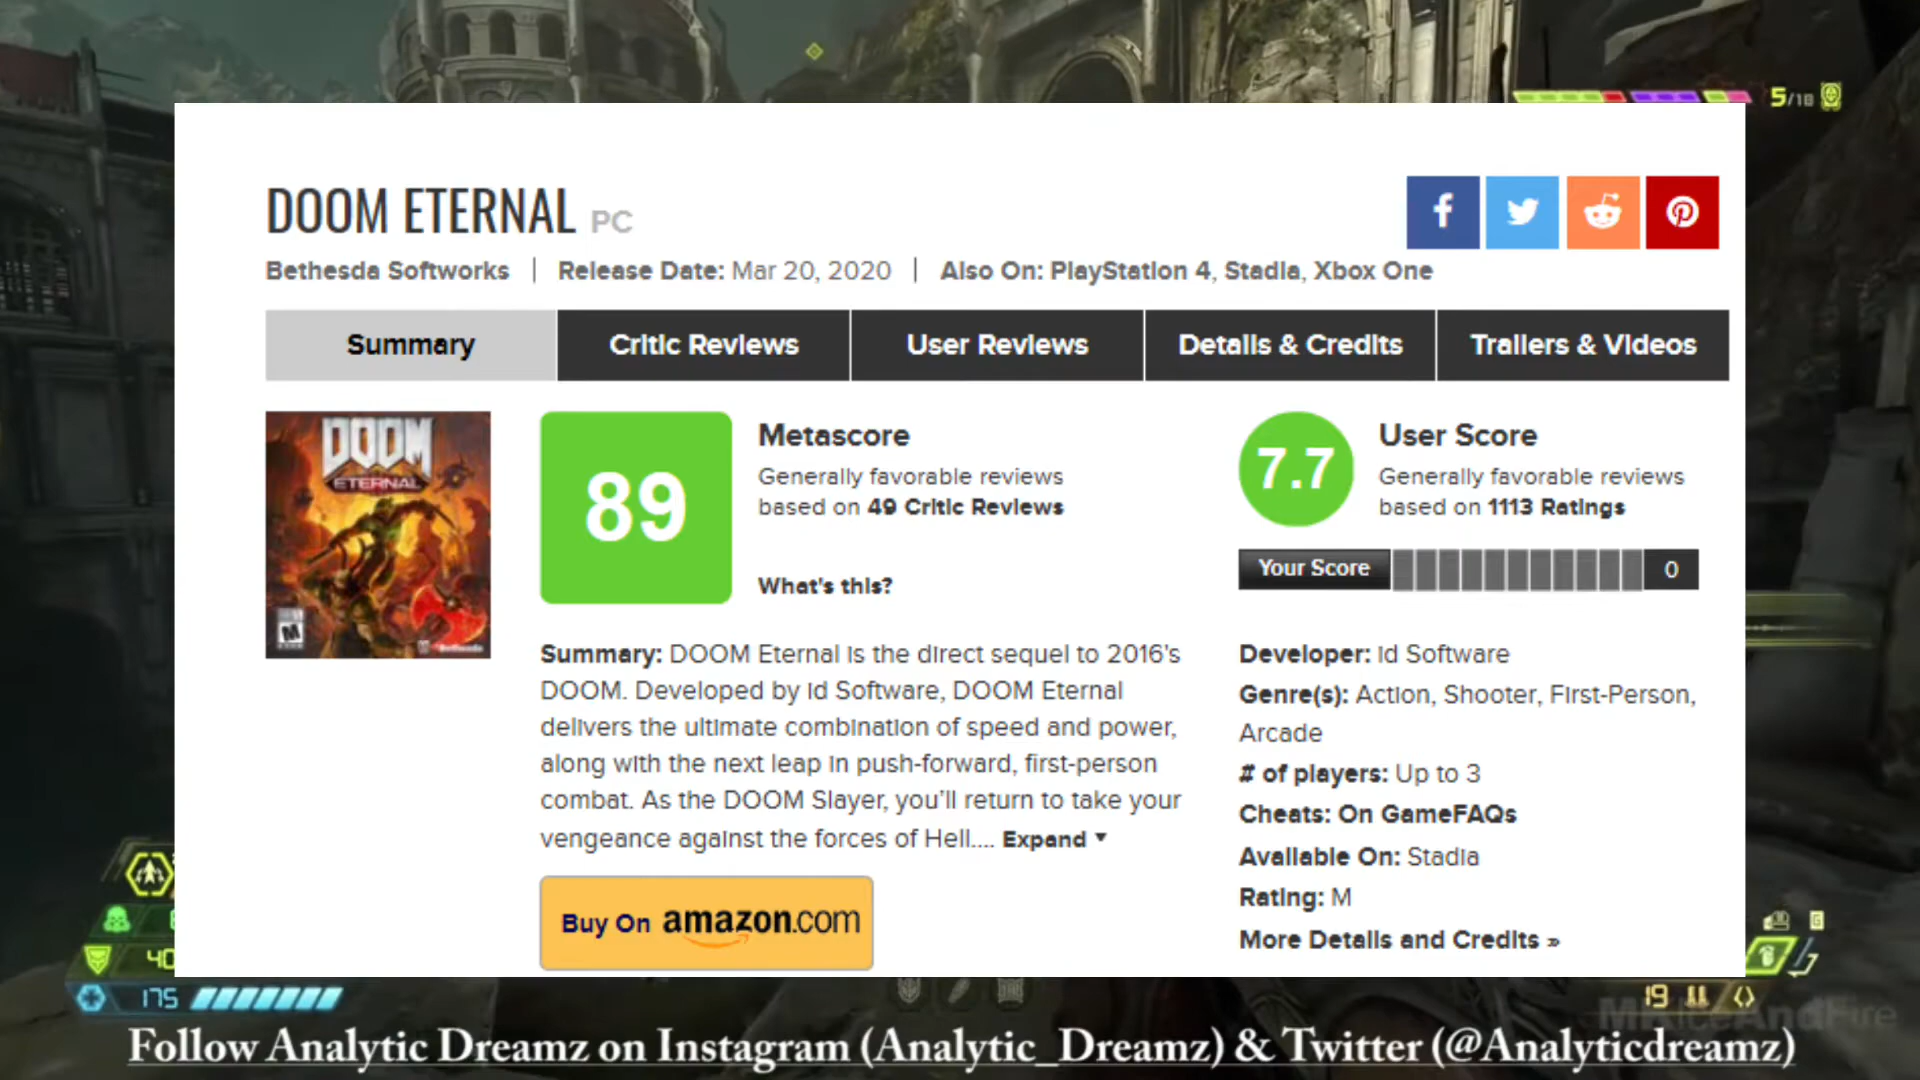 5/18
DOOM ETERNAL PC
Bethesda Softworks | Release Date: Mar 20, 2020 | Also On: PlayStation 4, Stadia, Xbox One
Summary Critic Reviews User Reviews Details & Credits Trailers & Videos
DOOM
ETERNAL
M
Bethesda
89
Metascore
Generally favorable reviews
based on 49 Critic Reviews
What's this?
7.7
User Score
Generally favorable reviews
based on 1113 Ratings
Your Score 0
Summary: DOOM Eternal is the direct sequel to 2016's
DOOM. Developed by id Software, DOOM Eternal
delivers the ultimate combination of speed and power,
along with the next leap in push-forward, first-person
combat. As the DOOM Slayer, you’ll return to take your
vengeance against the forces of Hell.... Expand
Buy On amazon.com
Developer: id Software
Genre(s): Action, Shooter, First-Person,
Arcade
# of players: Up to 3
Cheats: On GameFAQs
Available On: Stadia
Rating: M
More Details and Credits »
40
175
19
Follow Analytic Dreamz on Instagram (Analytic_Dreamz) & Twitter (@Analyticdreamz)